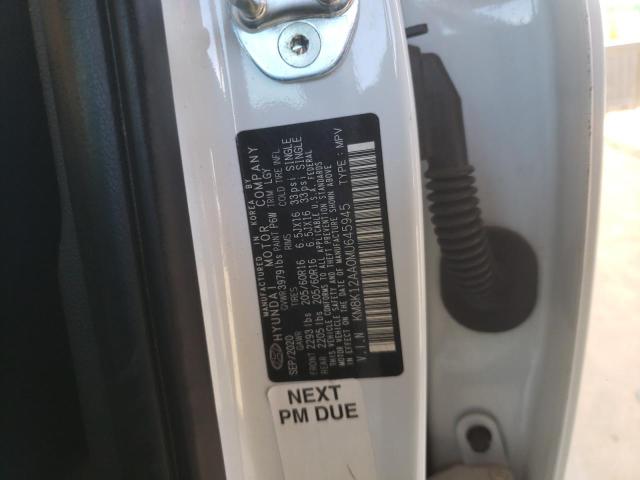 MANUFACTURED IN KOREA BY
HYUNDAI MOTOR COMPANY
SEP/2020 GVWR 3979 lbs PAINT P6W TRIM LGY
GAWR TIRES RIMS COLD TIRE INFL
FRONT 2293 lbs 205/60R16 6.5JX16 33psi SINGLE
REAR 2205 lbs 205/60R16 6.5JX16 33psi SINGLE
THIS VEHICLE CONFORMS TO ALL APPLICABLE U.S.A. FEDERAL
MOTOR VEHICLE SAFETY, BUMPER AND THEFT PREVENTION STANDARDS
IN EFFECT ON THE DATE OF MANUFACTURE SHOWN ABOVE
V.I.N KM8K12AA0MU645945 TYPE : MPV
NEXT
PM DUE